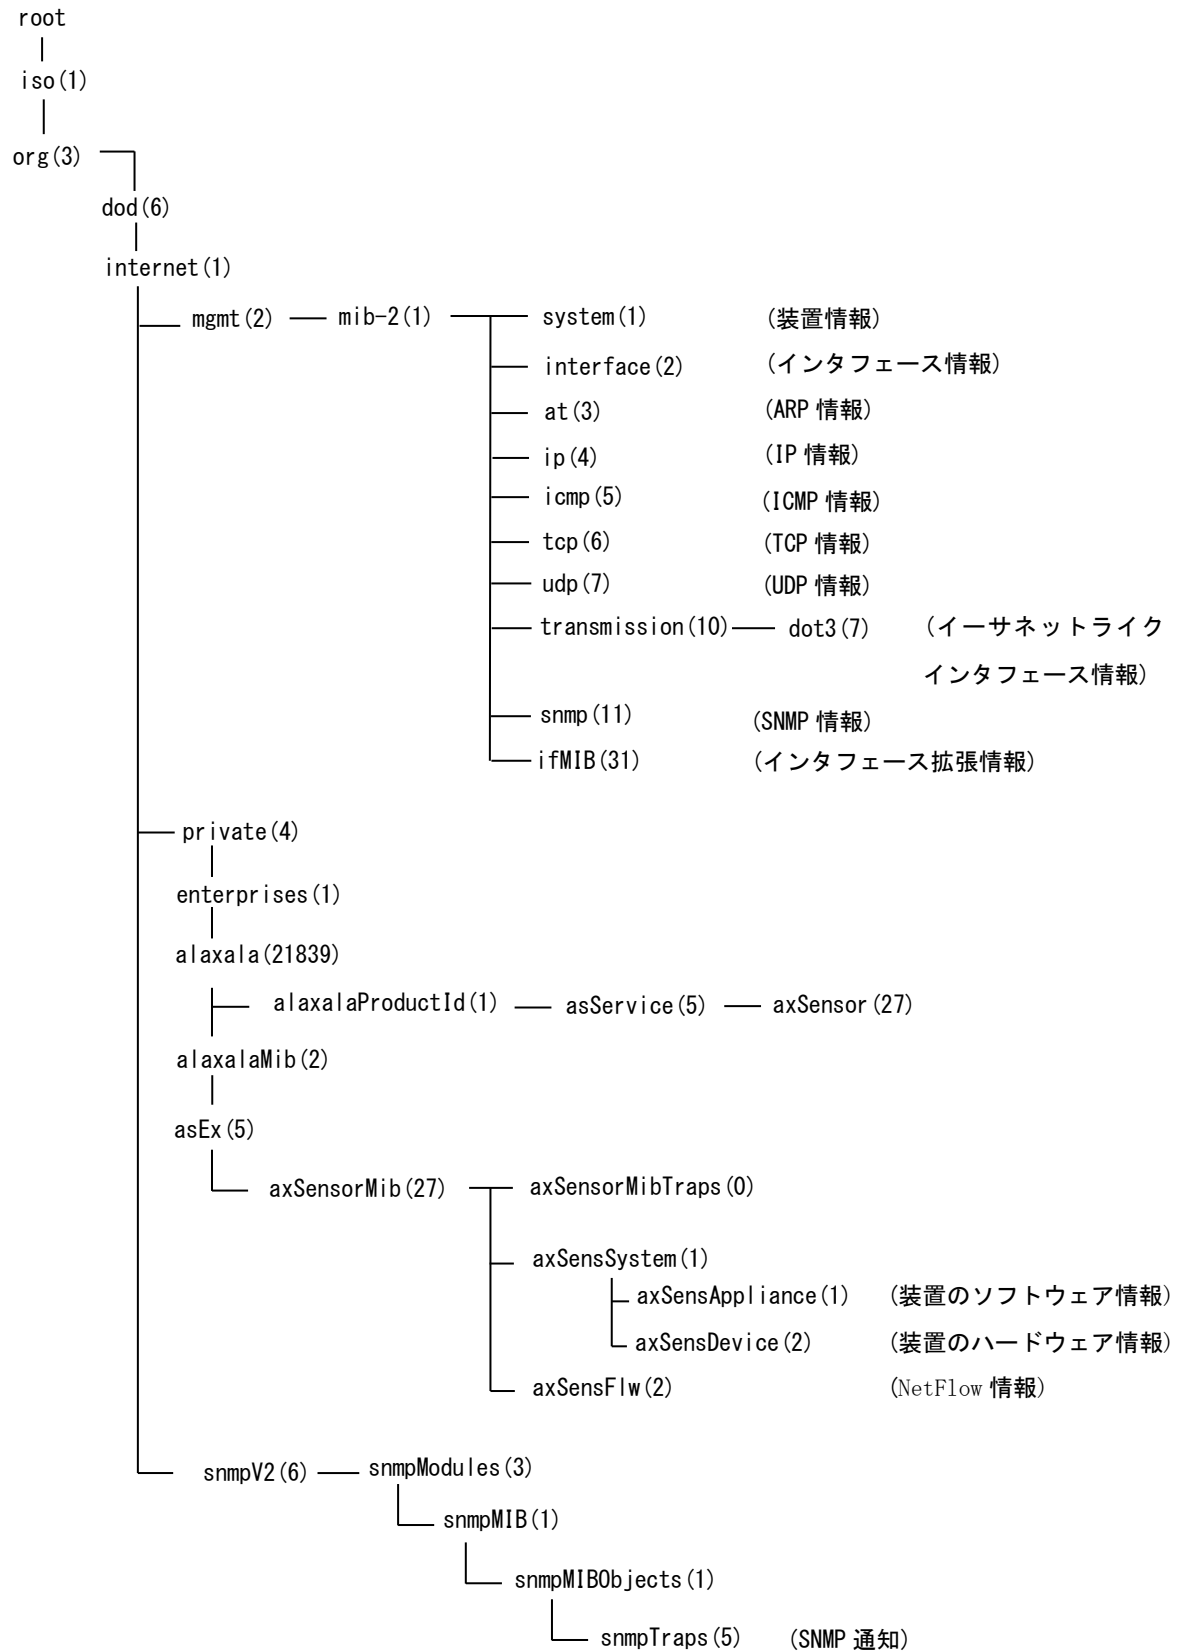 root
iso(1)
org(3)
dod(6)
internet(1)
mgmt(2) mib-2(1) system(1) (装置情報)
interface(2) (インタフェース情報)
at(3) (ARP 情報)
ip(4) (IP 情報)
icmp(5) (ICMP 情報)
tcp(6) (TCP 情報)
udp(7) (UDP 情報)
transmission(10) dot3(7) (イーサネットライク
インタフェース情報)
snmp(11) (SNMP 情報)
ifMIB(31) (インタフェース拡張情報)
private(4)
enterprises(1)
alaxala(21839)
alaxalaProductId(1) asService(5) axSensor(27)
alaxalaMib(2)
asEx(5)
axSensorMib(27) axSensorMibTraps(0)
axSensSystem(1)
axSensAppliance(1) (装置のソフトウェア情報)
axSensDevice(2) (装置のハードウェア情報)
axSensFlw(2) (NetFlow 情報)
snmpV2(6) snmpModules(3)
snmpMIB(1)
snmpMIBObjects(1)
snmpTraps(5) (SNMP 通知)